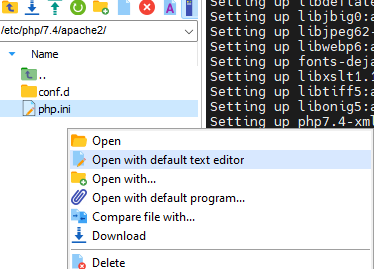 /etc/php/7.4/apache2/
Name
..
conf.d
php.ini
Open
Open with default text editor
Open with...
Open with default program...
Compare file with...
Download
Delete
Setting up libdeflate
Setting up libjbig0:a
Setting up libjpeg62-
Setting up libwebp6:a
Setting up fonts-deja
Setting up libxslt1.1
Setting up libtiff5:a
Setting up libonig5:a
Setting up php7.4-xml